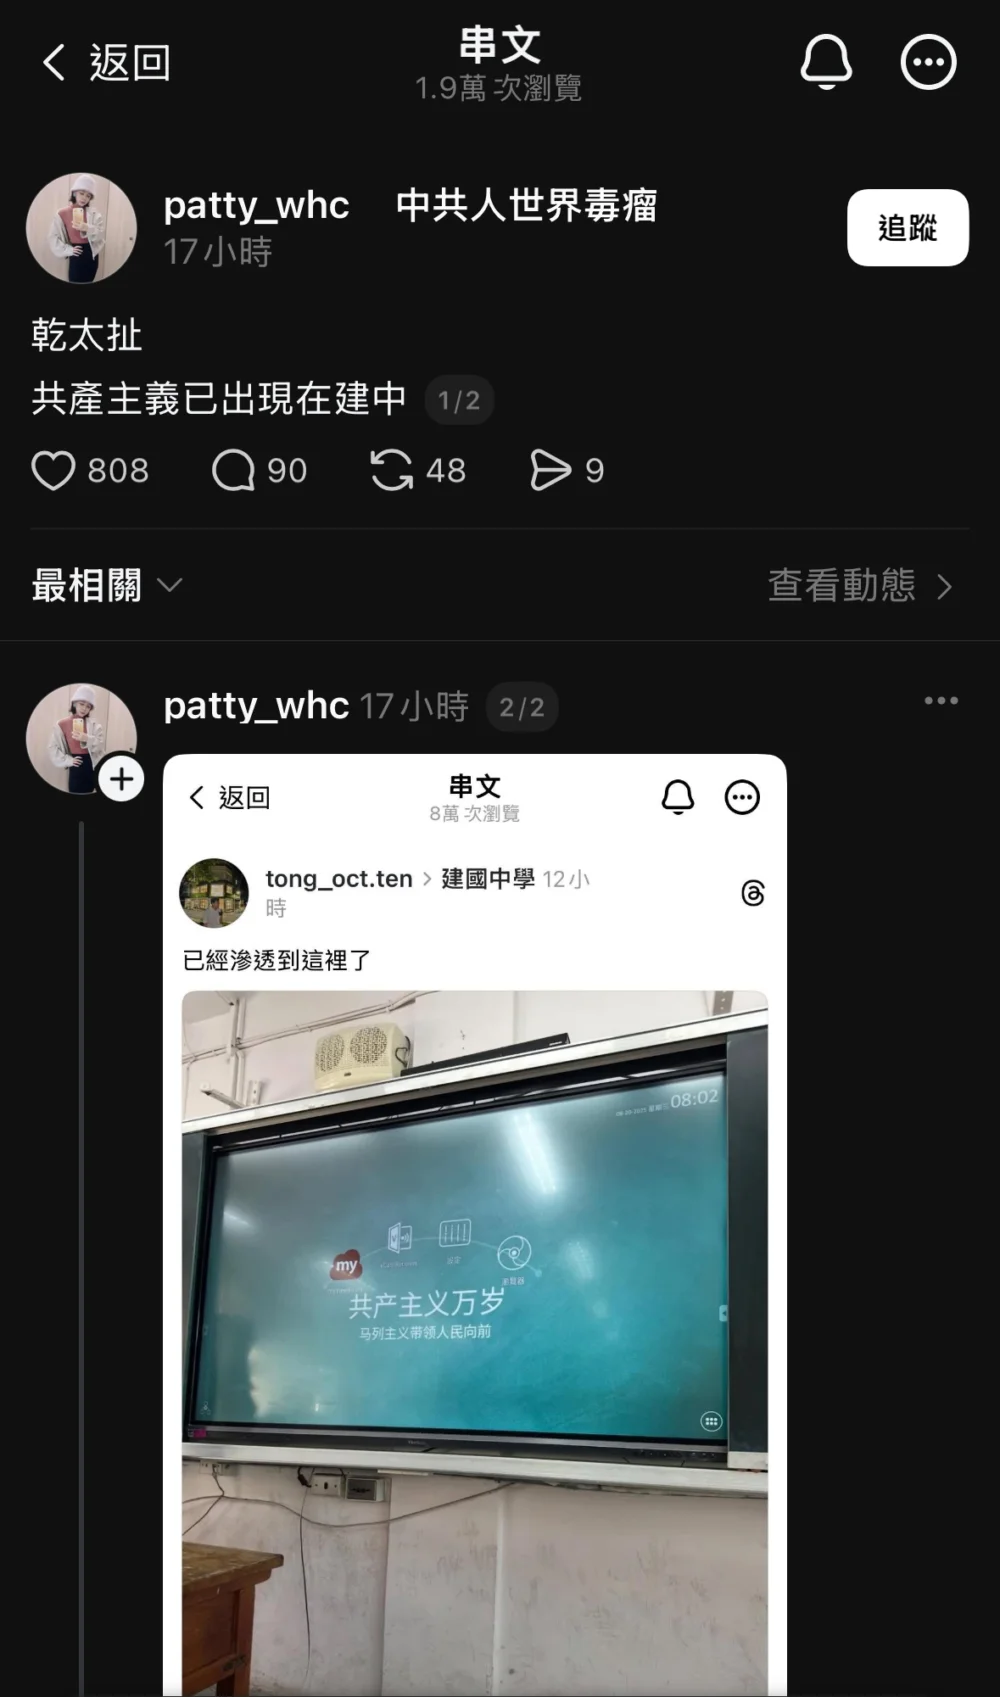 返回
串文
1.9萬 次瀏覽
patty_whc 中共人世界毒瘤
17小時
追蹤
乾太扯
共產主義已出現在建中 1/2
808 90 48 9
最相關
查看動態
patty_whc 17小時 2/2
返回
串文
8萬 次瀏覽
tong_oct.ten > 建國中學 12小
時
已經滲透到這裡了
08:02
my
設定
瀏覽器
共产主义万岁
马列主义带领人民向前